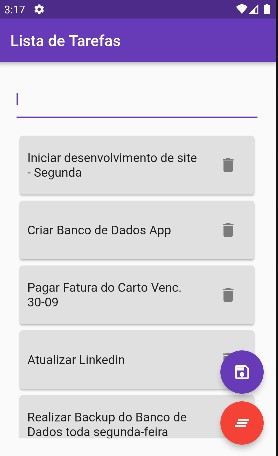 3:17
Lista de Tarefas
Iniciar desenvolvimento de site
- Segunda
Criar Banco de Dados App
Pagar Fatura do Carto Venc.
30-09
Atualizar LinkedIn
Realizar Backup do Banco de
Dados toda segunda-feira